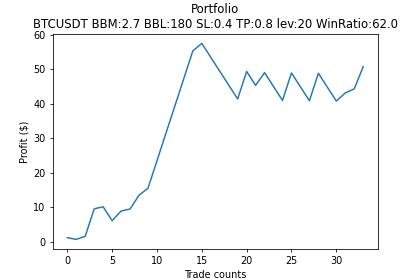 Portfolio
BTCUSDT BBM:2.7 BBL:180 SL:0.4 TP:0.8 lev:20 WinRatio:62.0
60
50
40
30
20
10
0
Profit ($)
0 5 10 15 20 25 30
Trade counts